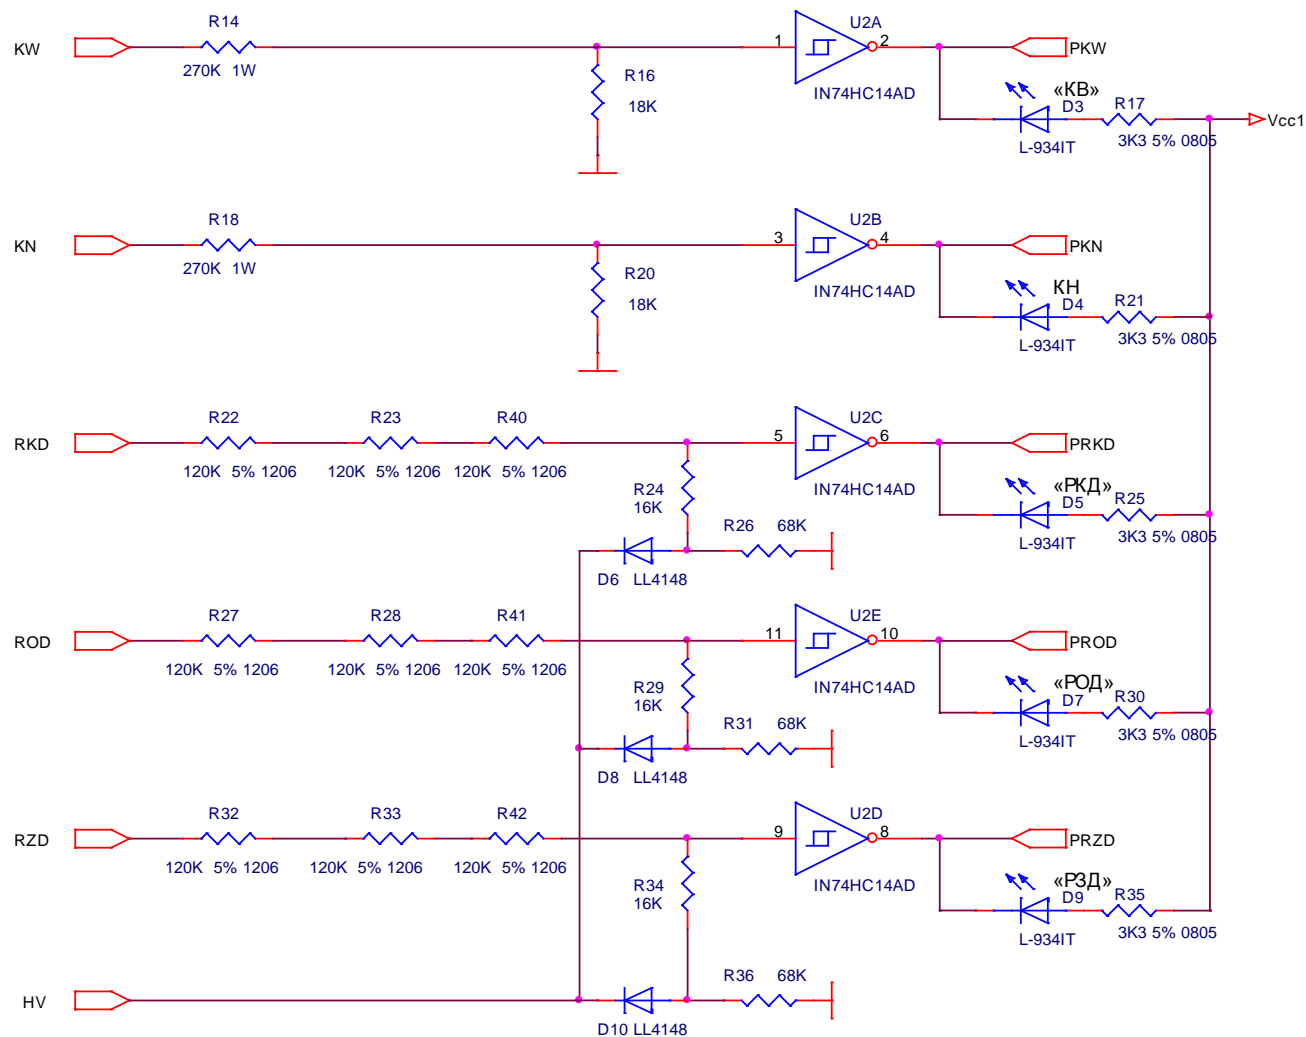 R14
U2A
KW
1
2
PKW
270K 1W
R16
«КВ»
D3
R17
18K
IN74HC14AD
Vcc1
L-934IT
3K3 5% 0805
R18
U2B
KN
3
4
PKN
270K 1W
R20
КН
D4
R21
18K
IN74HC14AD
L-934IT
3K3 5% 0805
R22
R23
R40
U2C
RKD
5
6
PRKD
120K 5% 1206
120K 5% 1206
120K 5% 1206
R24
16K
IN74HC14AD
«РКД»
D5
R25
R26
68K
L-934IT
3K3 5% 0805
D6
LL4148
R27
R28
R41
U2E
ROD
11
10
PROD
120K 5% 1206
120K 5% 1206
120K 5% 1206
R29
16K
IN74HC14AD
«РОД»
D7
R30
R31
68K
L-934IT
3K3 5% 0805
D8
LL4148
R32
R33
R42
U2D
RZD
9
8
PRZD
120K 5% 1206
120K 5% 1206
120K 5% 1206
R34
16K
IN74HC14AD
«РЗД»
D9
R35
L-934IT
3K3 5% 0805
R36
68K
HV
D10
LL4148